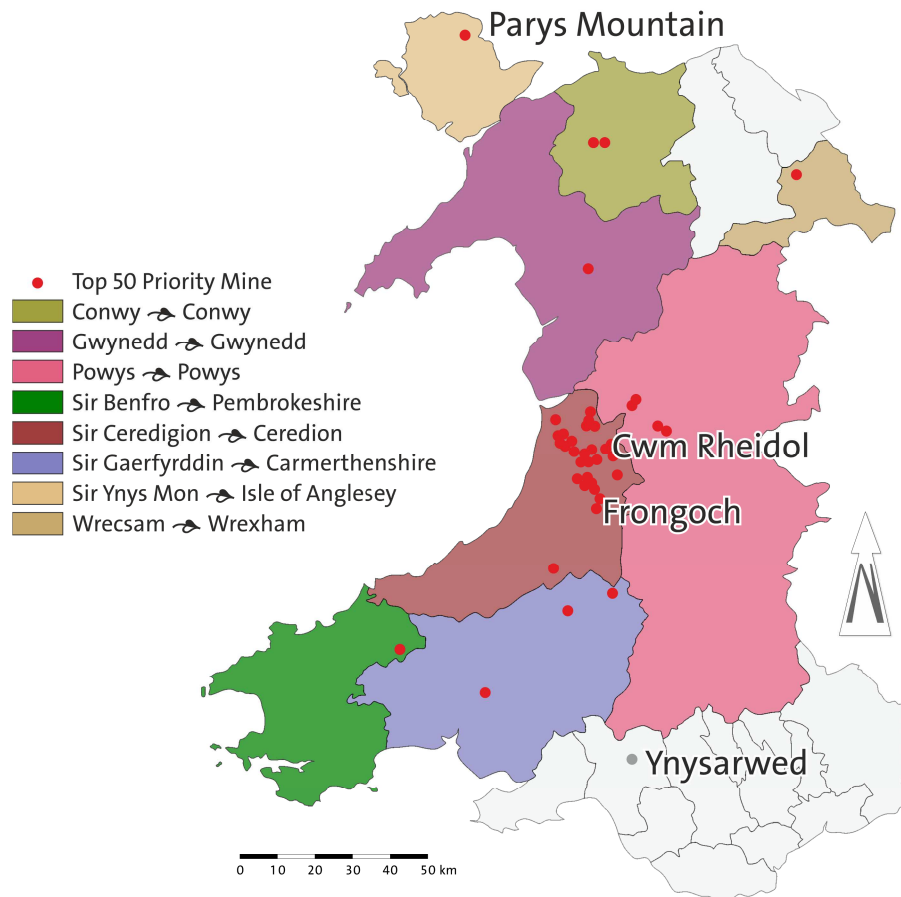 Parys Mountain
Top 50 Priority Mine
Conwy Conwy
Gwynedd Gwynedd
Powys Powys
Sir Benfro Pembrokeshire
Sir Ceredigion Ceredion
Sir Gaerfyrddin Carmerthenshire
Sir Ynys Mon Isle of Anglesey
Wrecsam Wrexham
Cwm Rheidol
Frongoch
N
Ynysarwed
0 10 20 30 40 50 km